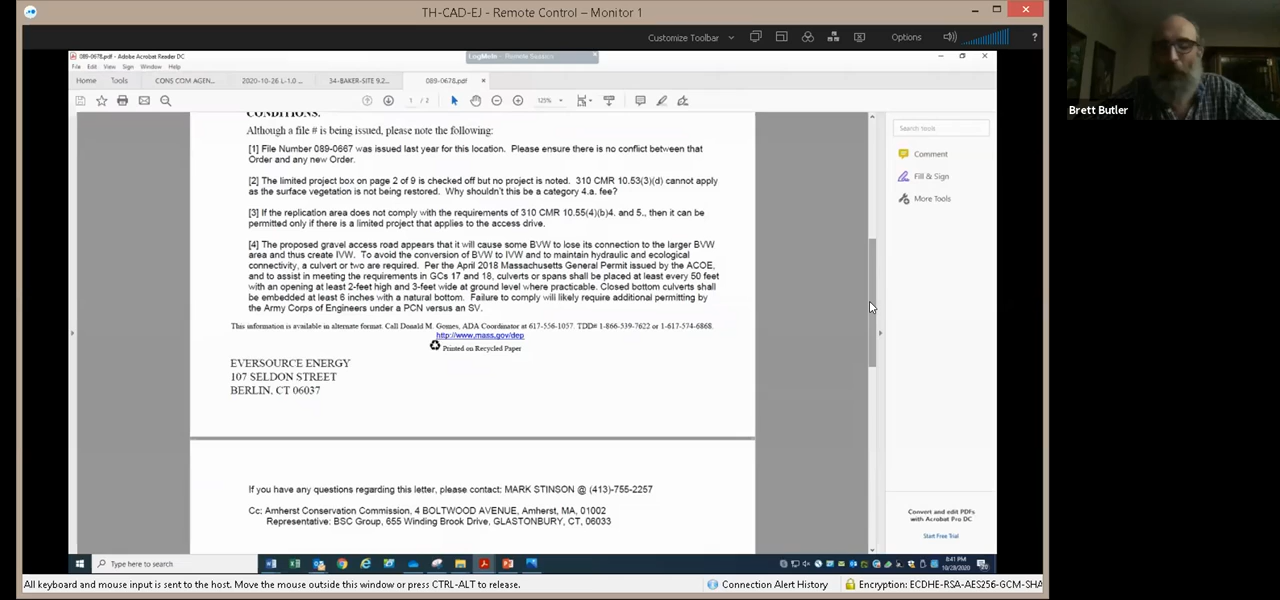 TH-CAD-EJ - Remote Control - Monitor 1
Customize Toolbar
Options
?
089-0678.pdf - Adobe Acrobat Reader DC
LogMeIn - Remote Session
File Edit View Sign Window Help
Home Tools CONS COM AGEN... 2020-10-26 L-1.0 ... 34-BAKER-SITE 9.2... 089-0678.pdf ×
1 / 2 125%
CONDITIONS:
Although a file # is being issued, please note the following:
[1] File Number 089-0667 was issued last year for this location. Please ensure there is no conflict between that
Order and any new Order.
[2] The limited project box on page 2 of 9 is checked off but no project is noted. 310 CMR 10.53(3)(d) cannot apply
as the surface vegetation is not being restored. Why shouldn't this be a category 4.a. fee?
[3] If the replication area does not comply with the requirements of 310 CMR 10.55(4)(b)4. and 5., then it can be
permitted only if there is a limited project that applies to the access drive.
[4] The proposed gravel access road appears that it will cause some BVW to lose its connection to the larger BVW
area and thus create IVW. To avoid the conversion of BVW to IVW and to maintain hydraulic and ecological
connectivity, a culvert or two are required. Per the April 2018 Massachusetts General Permit issued by the ACOE,
and to assist in meeting the requirements in GCs 17 and 18, culverts or spans shall be placed at least every 50 feet
with an opening at least 2-feet high and 3-feet wide at ground level where practicable. Closed bottom culverts shall
be embedded at least 6 inches with a natural bottom. Failure to comply will likely require additional permitting by
the Army Corps of Engineers under a PCN versus an SV.
This information is available in alternate format. Call Donald M. Gomes, ADA Coordinator at 617-556-1057. TDD# 1-866-539-7622 or 1-617-574-6868.
http://www.mass.gov/dep
Printed on Recycled Paper
EVERSOURCE ENERGY
107 SELDON STREET
BERLIN, CT 06037
If you have any questions regarding this letter, please contact: MARK STINSON @ (413)-755-2257
Cc: Amherst Conservation Commission, 4 BOLTWOOD AVENUE, Amherst, MA, 01002
Representative: BSC Group, 655 Winding Brook Drive, GLASTONBURY, CT, 06033
Search tools
Comment
Fill & Sign
More Tools
Convert and edit PDFs
with Acrobat Pro DC
Start Free Trial
Type here to search
8:41 PM
10/28/2020
All keyboard and mouse input is sent to the host. Move the mouse outside this window or press CTRL-ALT to release.
Connection Alert History
Encryption: ECDHE-RSA-AES256-GCM-SHA
Brett Butler